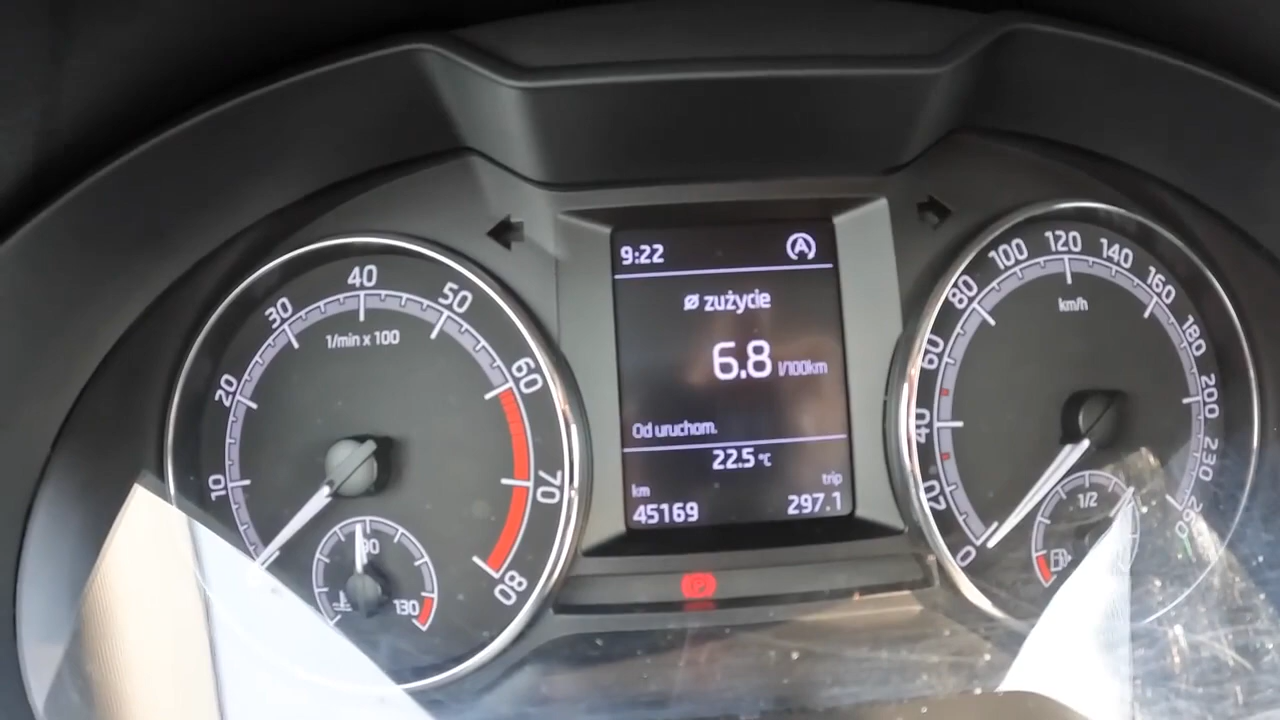 10
20
30
40
50
60
70
80
1/min x 100
90
130
9:22
A
ø zużycie
6.8 l/100km
Od uruchom.
22.5 °C
km
trip
45169
297.1
P
0
20
40
60
80
100
120
140
160
180
200
230
260
km/h
1/2